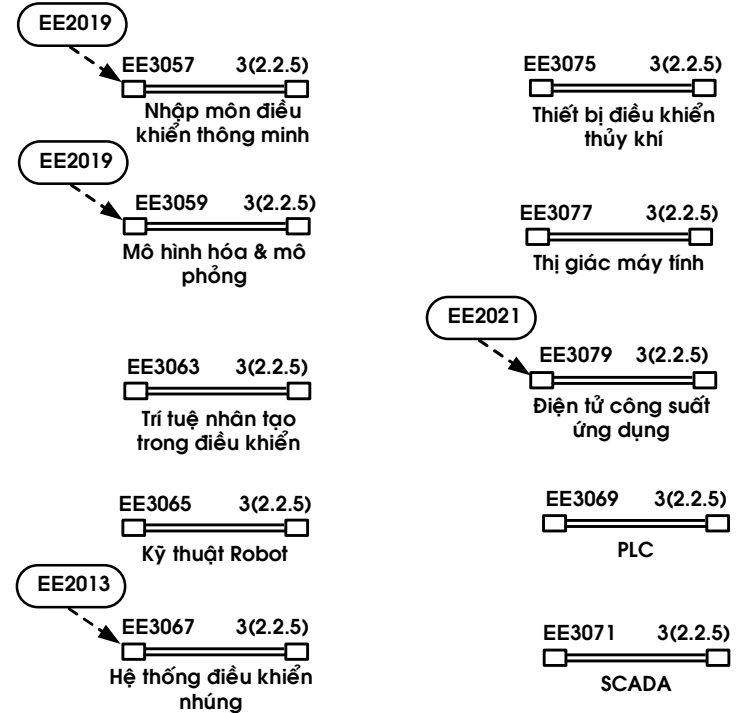 EE2019
EE3057 3(2.2.5)
Nhập môn điều
khiển thông minh
EE2019
EE3059 3(2.2.5)
Mô hình hóa & mô
phỏng
EE3063 3(2.2.5)
Trí tuệ nhân tạo
trong điều khiển
EE3065 3(2.2.5)
Kỹ thuật Robot
EE2013
EE3067 3(2.2.5)
Hệ thống điều khiển
nhúng
EE3075 3(2.2.5)
Thiết bị điều khiển
thủy khí
EE3077 3(2.2.5)
Thị giác máy tính
EE2021
EE3079 3(2.2.5)
Điện tử công suất
ứng dụng
EE3069 3(2.2.5)
PLC
EE3071 3(2.2.5)
SCADA